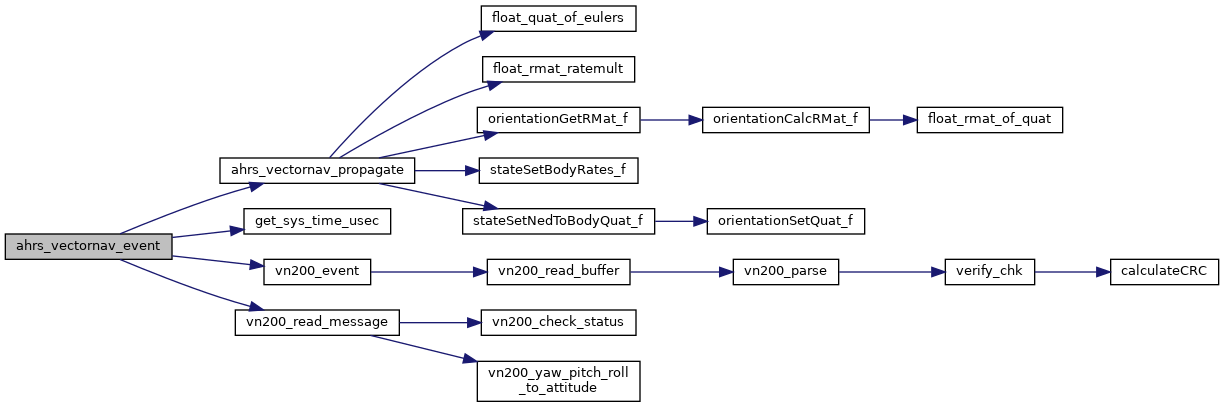 float_quat_of_eulers
float_rmat_ratemult
orientationGetRMat_f
orientationCalcRMat_f
float_rmat_of_quat
ahrs_vectornav_propagate
stateSetBodyRates_f
get_sys_time_usec
stateSetNedToBodyQuat_f
orientationSetQuat_f
ahrs_vectornav_event
vn200_event
vn200_read_buffer
vn200_parse
verify_chk
calculateCRC
vn200_read_message
vn200_check_status
vn200_yaw_pitch_roll
_to_attitude